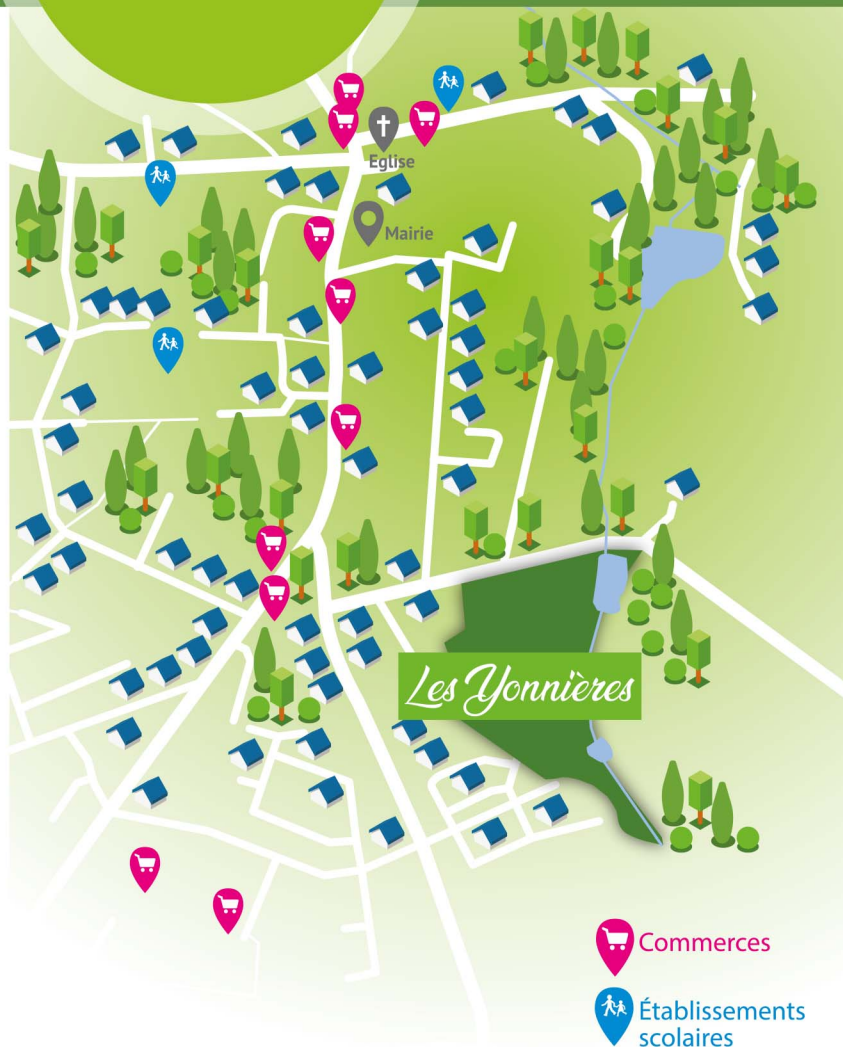 Eglise
Mairie
Les Yonnières
Commerces
Établissements
scolaires